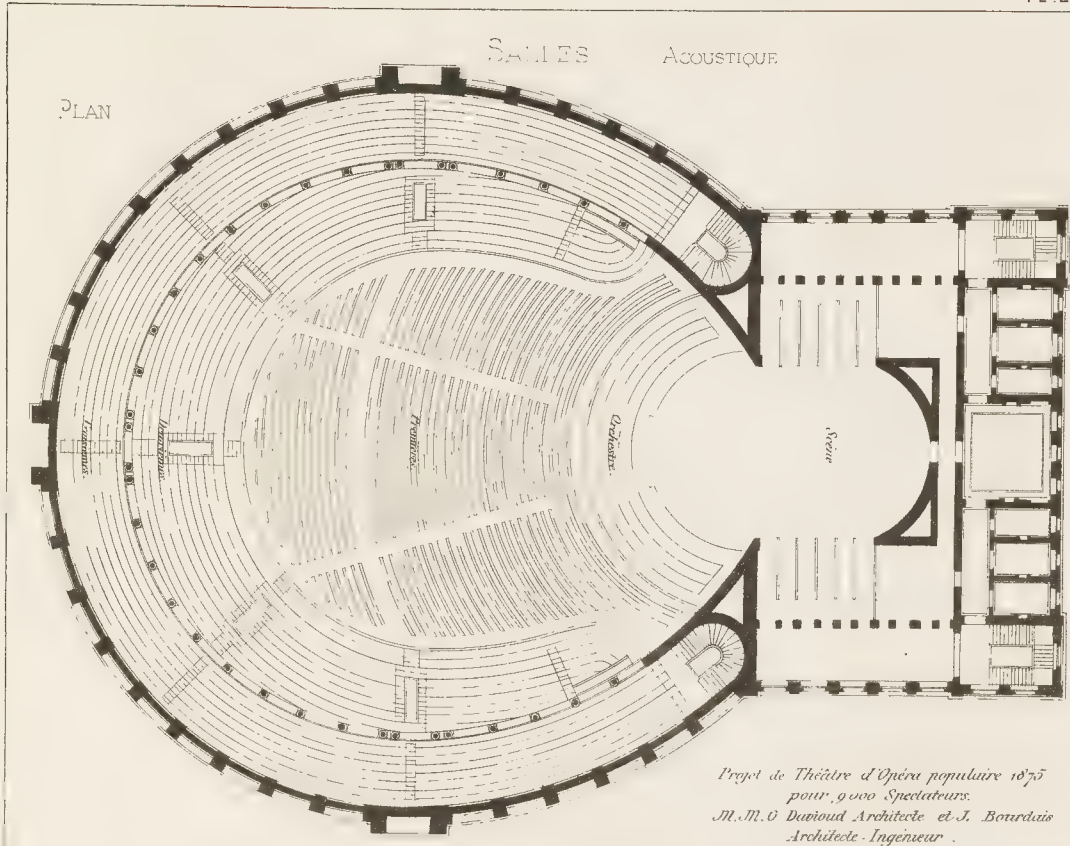 SALLES ACOUSTIQUE
PLAN
Troisièmes.
Deuxièmes.
Premières.
Orchestre.
Scène
Projet de Théâtre d'Opéra populaire 1875
pour 9000 Spectateurs.
M.M. G Davioud Architecte et J. Bourdais
Architecte-Ingénieur.